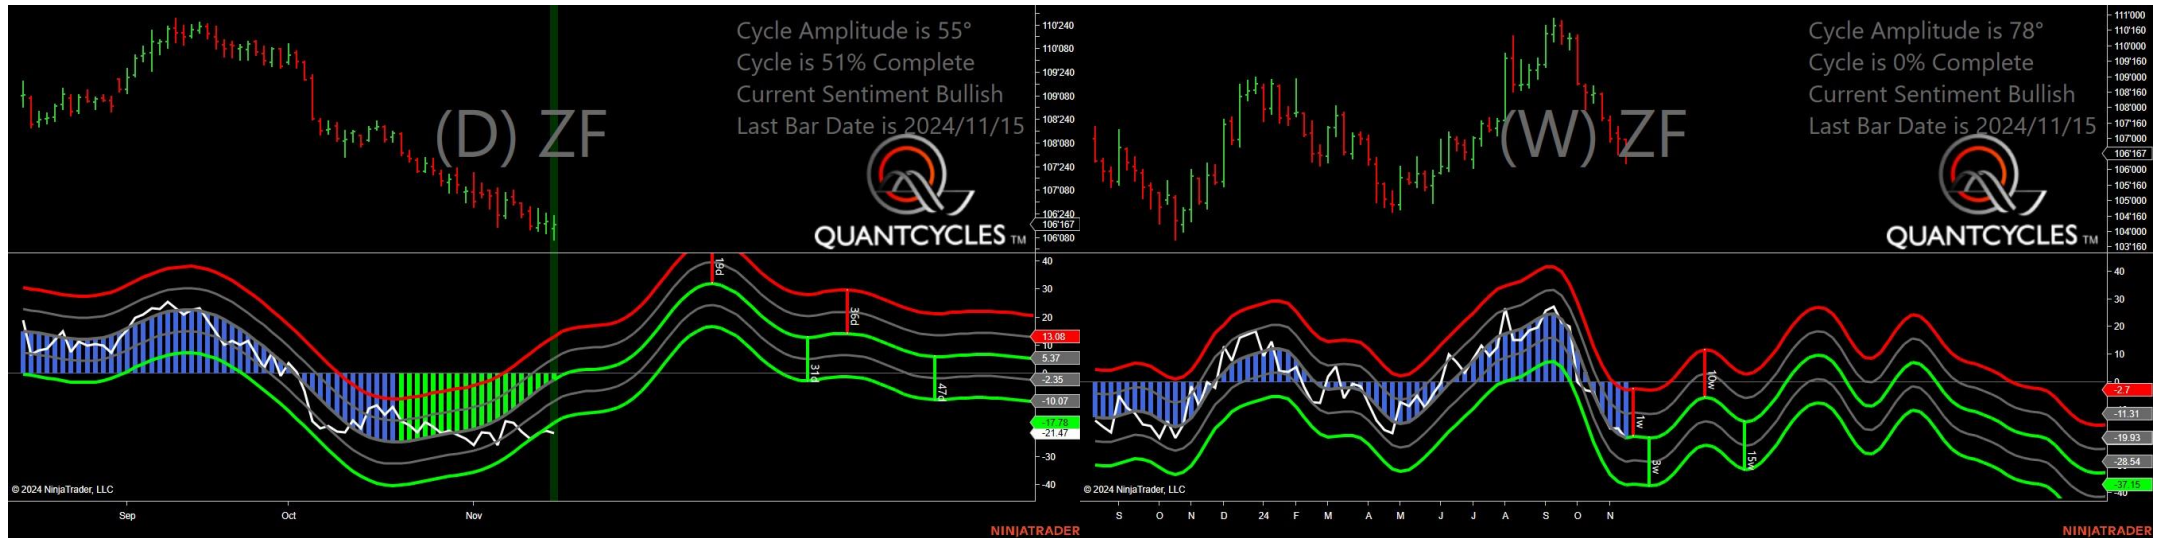 Cycle Amplitude is 55°
Cycle is 51% Complete
Current Sentiment Bullish
Last Bar Date is 2024/11/15
(D) ZF
QUANTCYCLES TM
110'240
110'080
109'240
109'080
108'240
108'080
107'240
107'080
106'240
106'167
106'080
19d
36d
31d
47d
40
30
20
13.08
10
5.37
0
-2.35
-10.07
-17.78
-21.47
-30
-40
© 2024 NinjaTrader, LLC
Sep Oct Nov
NINJATRADER
Cycle Amplitude is 78°
Cycle is 0% Complete
Current Sentiment Bullish
Last Bar Date is 2024/11/15
(W) ZF
QUANTCYCLES TM
111'000
110'160
110'000
109'160
109'000
108'160
108'000
107'160
107'000
106'167
106'000
105'160
105'000
104'160
104'000
103'160
1w
10w
3w
15w
40
30
20
10
0
-2.7
-11.31
-19.93
-28.54
-37.15
-40
© 2024 NinjaTrader, LLC
S O N D 24 F M A M J J A S O N
NINJATRADER